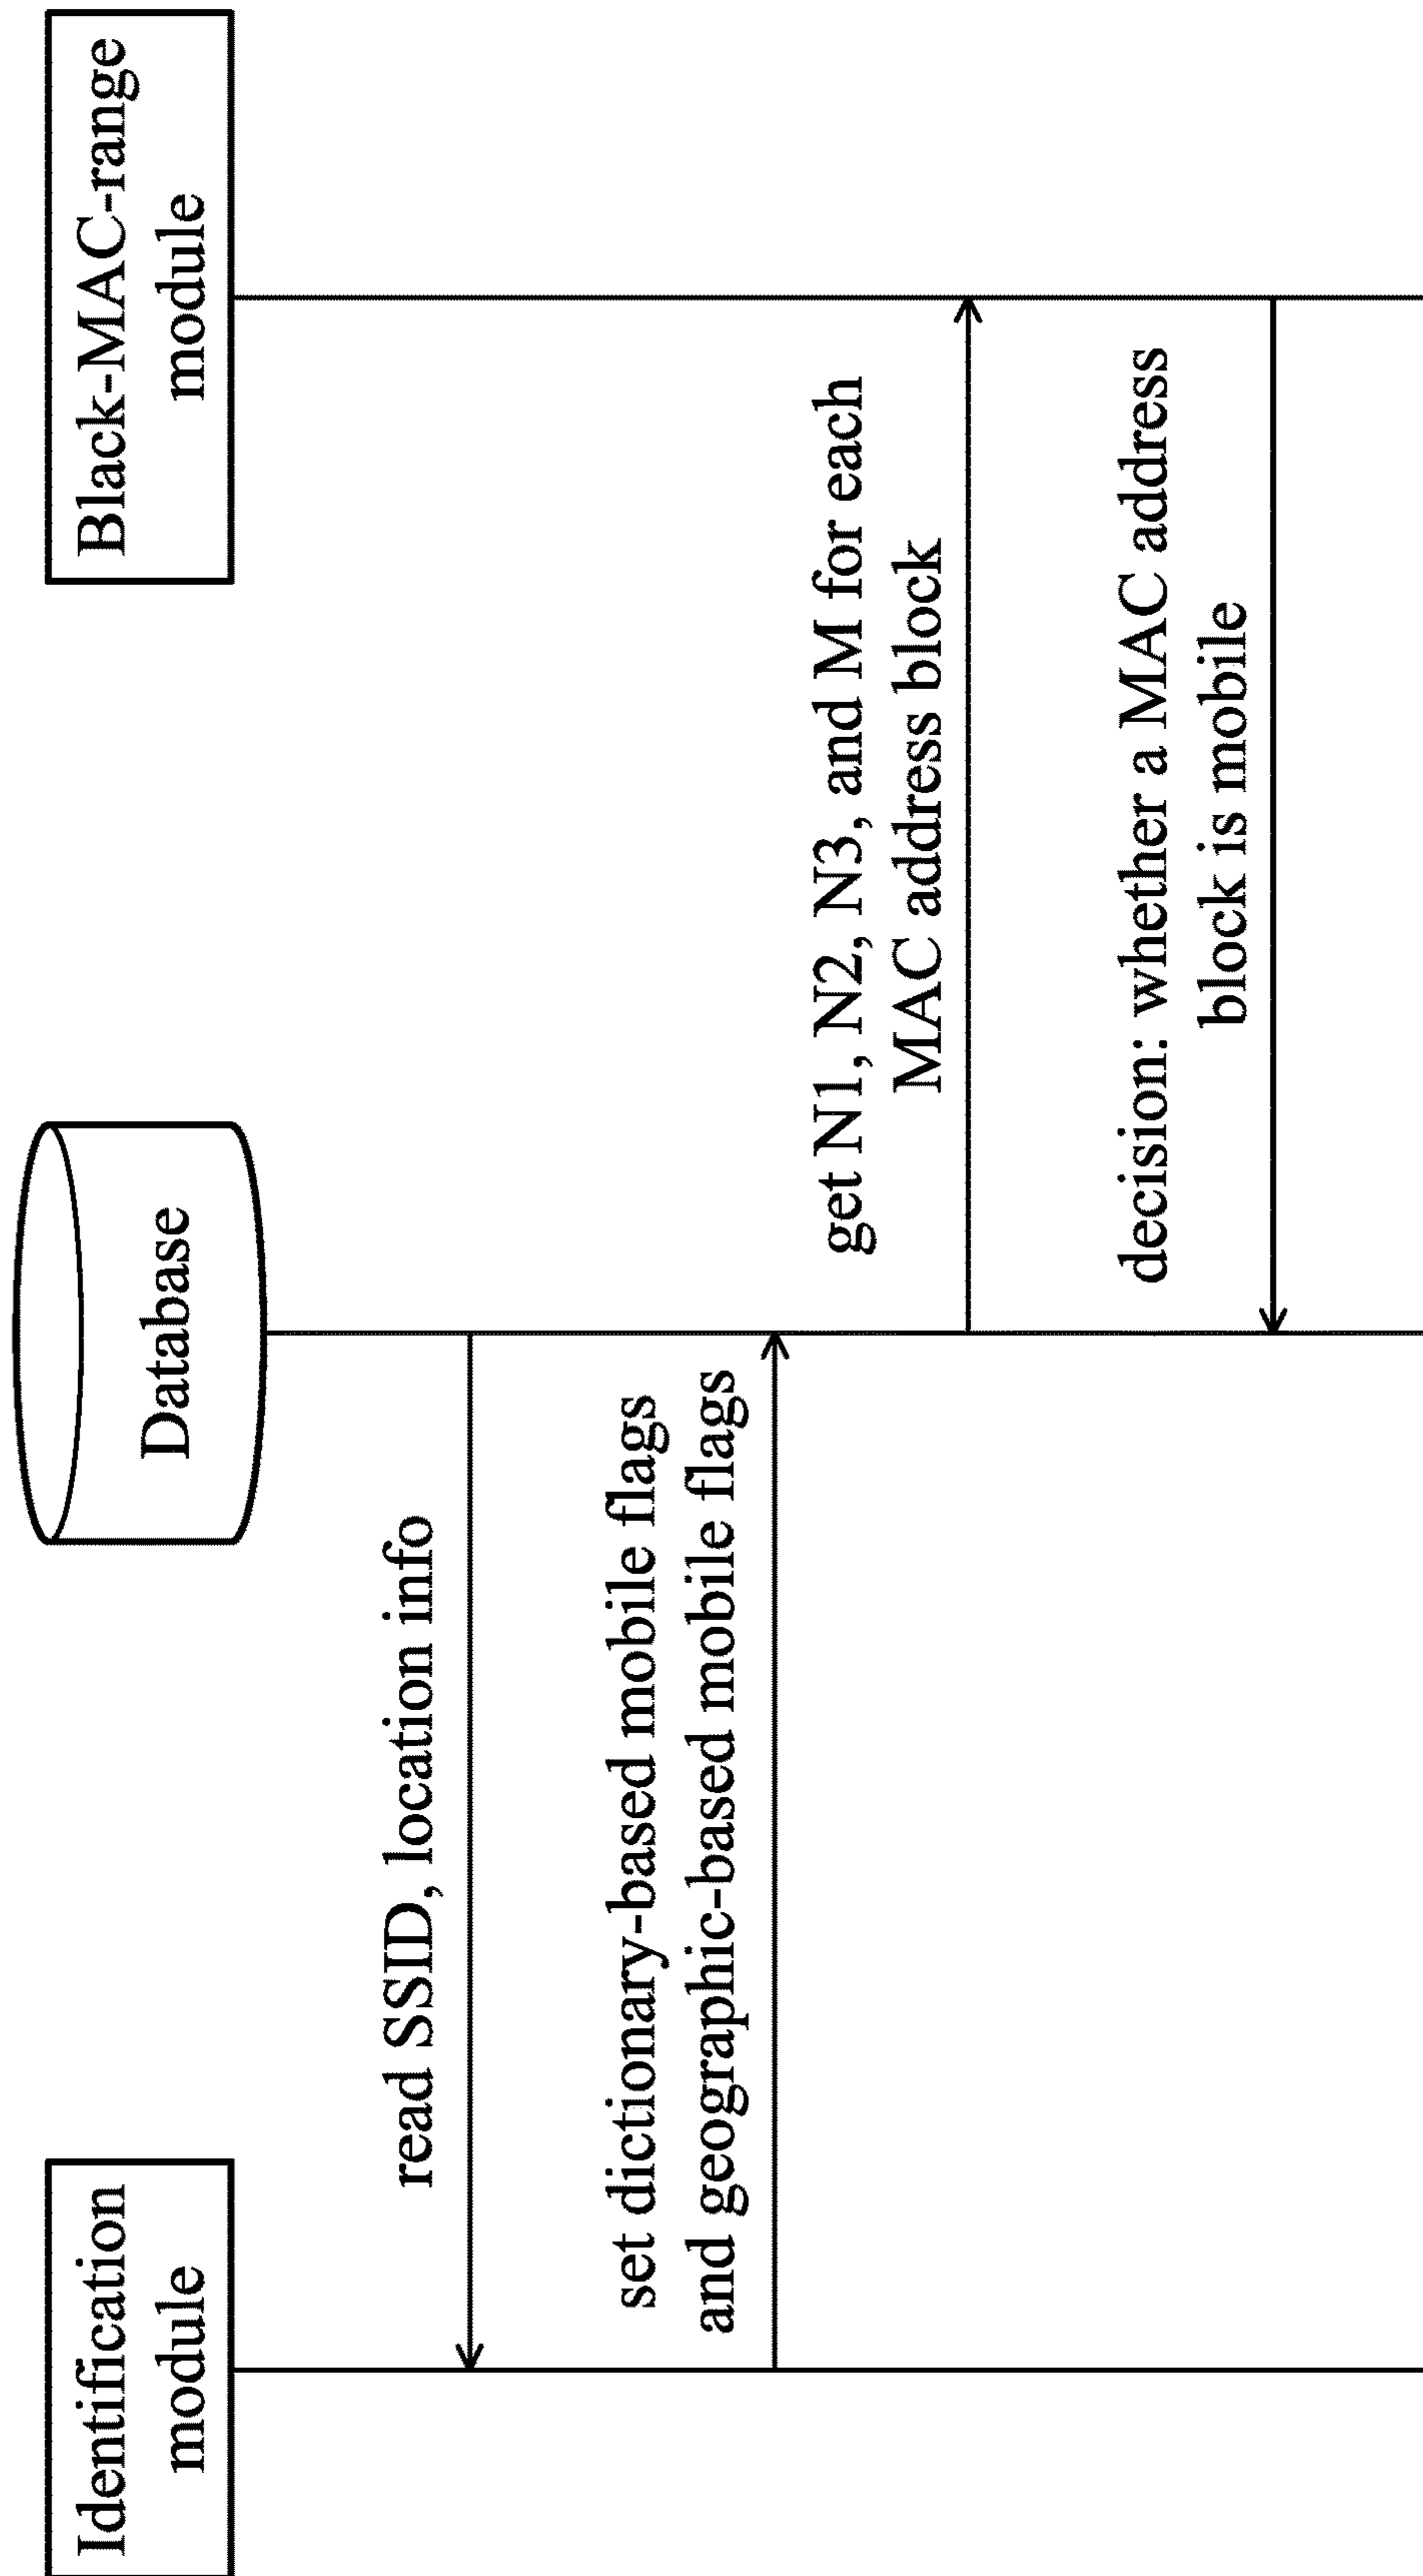 Identification
module
Database
Black-MAC-range
module
read SSID, location info
set dictionary-based mobile flags
and geographic-based mobile flags
get N1, N2, N3, and M for each
MAC address block
decision: whether a MAC address
block is mobile